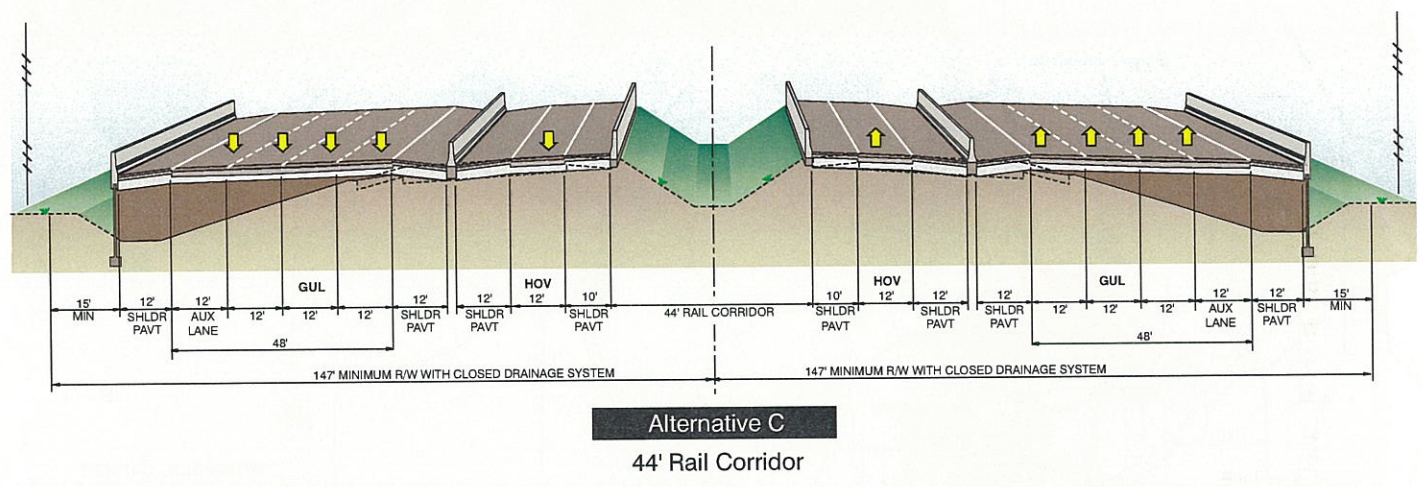 GUL
HOV
HOV
GUL
15' 12' 12' 12' 12' 12' 12' 12' 12' 10' 44' RAIL CORRIDOR 10' 12' 12' 12' 12' 12' 12' 12' 12' 15'
MIN SHLDR AUX SHLDR SHLDR SHLDR SHLDR SHLDR SHLDR AUX SHLDR MIN
PAVT LANE PAVT PAVT PAVT PAVT PAVT PAVT LANE PAVT
48' 48'
147' MINIMUM R/W WITH CLOSED DRAINAGE SYSTEM 147' MINIMUM R/W WITH CLOSED DRAINAGE SYSTEM
Alternative C
44' Rail Corridor